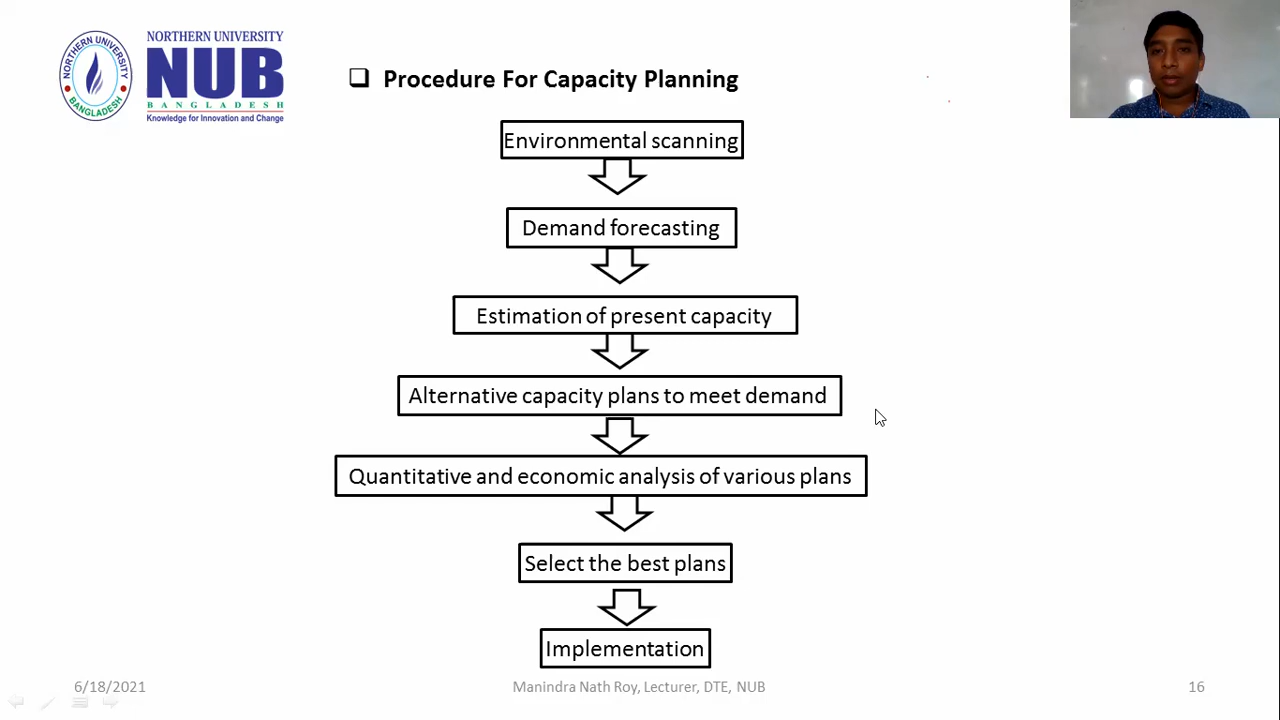 NORTHERN UNIVERSITY
BANGLADESH
NORTHERN UNIVERSITY
NUB
BANGLADESH
Knowledge for Innovation and Change
Procedure For Capacity Planning
Environmental scanning
Demand forecasting
Estimation of present capacity
Alternative capacity plans to meet demand
Quantitative and economic analysis of various plans
Select the best plans
Implementation
6/18/2021
Manindra Nath Roy, Lecturer, DTE, NUB
16